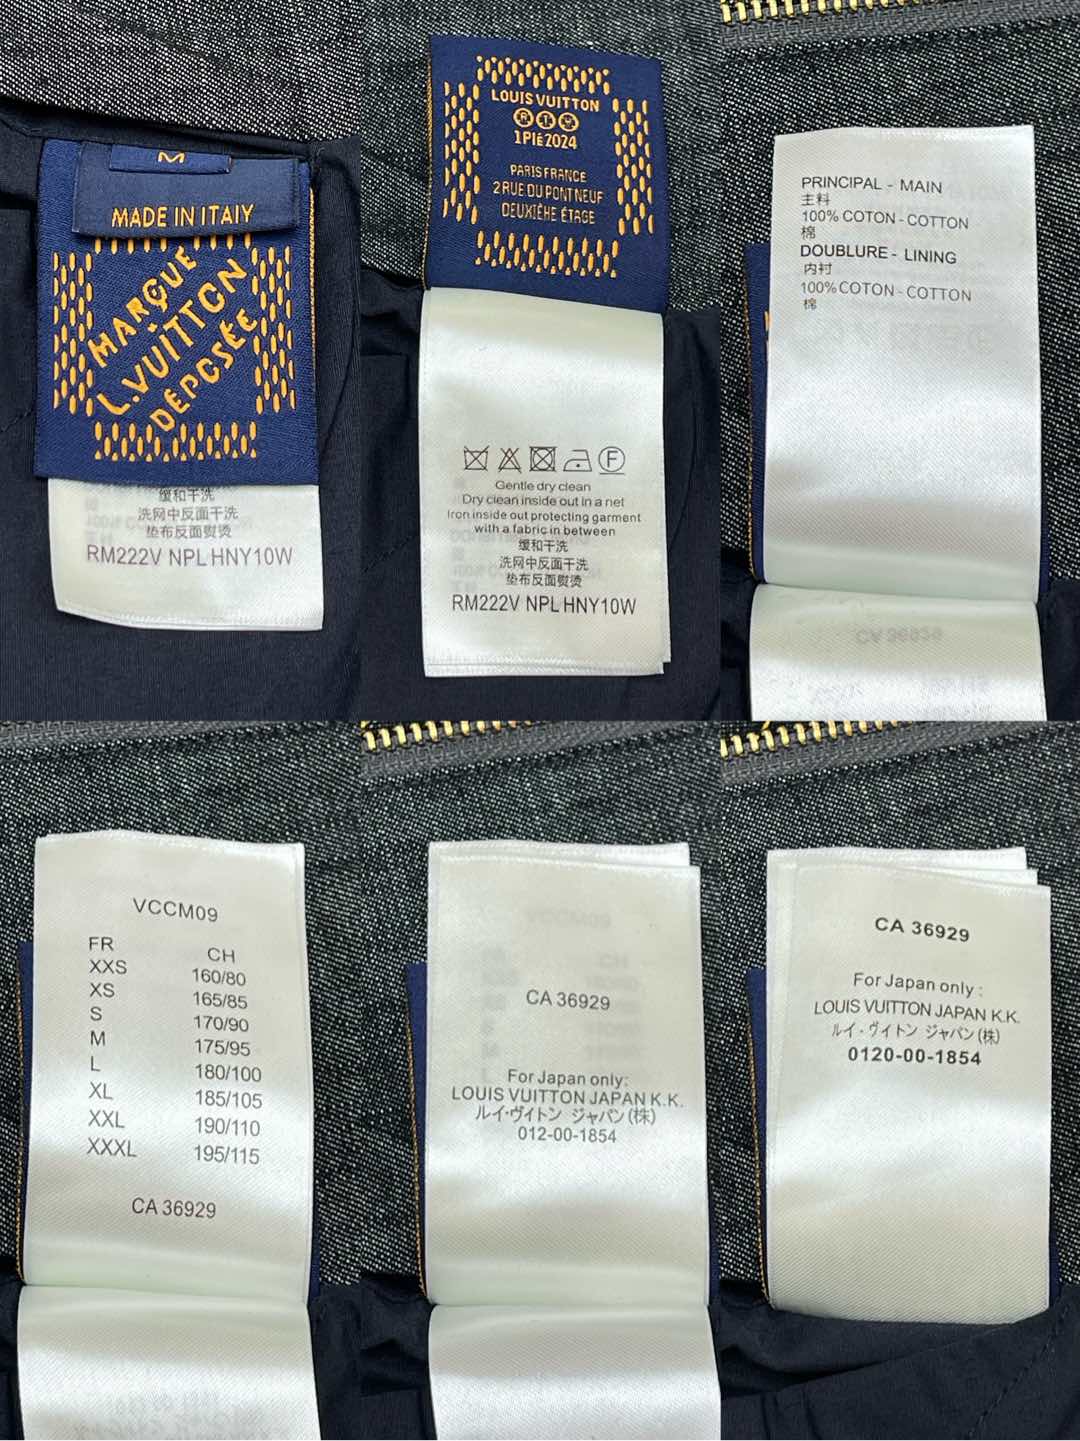 M
MADE IN ITALY
MARQUE
L.VUITTON
DÉPOSÉE
缓和干洗
洗网中反面干洗
垫布反面熨烫
RM222V NPL HNY10W
LOUIS VUITTON
R T W
1PIÈ2024
PARIS FRANCE
2 RUE DU PONT NEUF
DEUXIÈHE ÉTAGE
F
Gentle dry clean
Dry clean inside out in a net
Iron inside out protecting garment
with a fabric in between
缓和干洗
洗网中反面干洗
垫布反面熨烫
RM222V NPL HNY10W
PRINCIPAL - MAIN
主料
100% COTON - COTTON
棉
DOUBLURE - LINING
内衬
100% COTON - COTTON
棉
CA 36929
VCCM09
FR CH
XXS 160/80
XS 165/85
S 170/90
M 175/95
L 180/100
XL 185/105
XXL 190/110
XXXL 195/115
CA 36929
CA 36929
For Japan only:
LOUIS VUITTON JAPAN K.K.
ルイ・ヴィトン ジャパン(株)
012-00-1854
CA 36929
For Japan only :
LOUIS VUITTON JAPAN K.K.
ルイ・ヴィトン ジャパン(株)
0120-00-1854